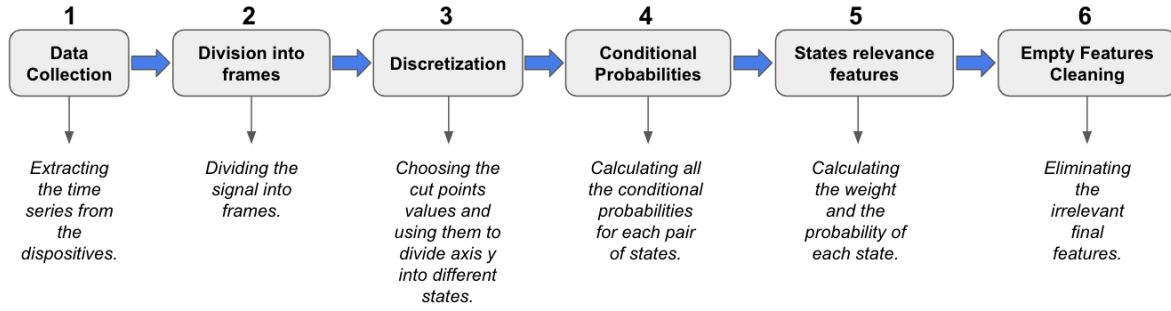 1
Data
Collection
Extracting
the time
series from
the
dispositives.
2
Division into
frames
Dividing the
signal into
frames.
3
Discretization
Choosing the
cut points
values and
using them to
divide axis y
into different
states.
4
Conditional
Probabilities
Calculating all
the conditional
probabilities
for each pair
of states.
5
States relevance
features
Calculating
the weight
and the
probability of
each state.
6
Empty Features
Cleaning
Eliminating
the
irrelevant
final
features.